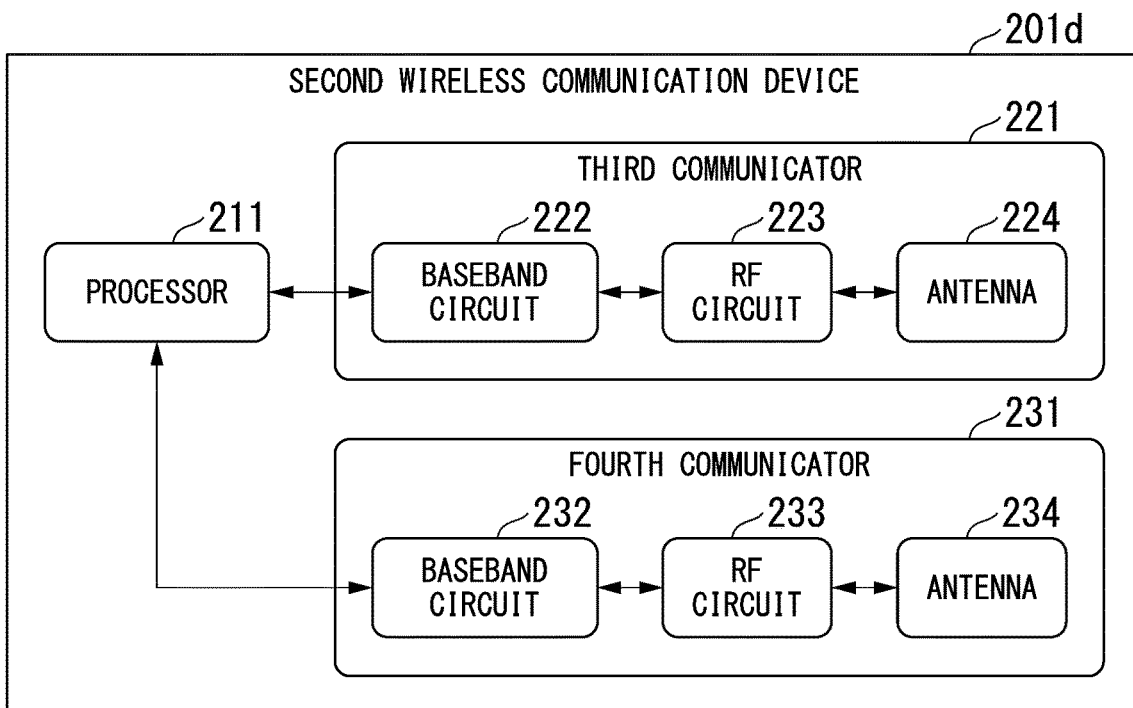 201d
SECOND WIRELESS COMMUNICATION DEVICE
221
THIRD COMMUNICATOR
211
222
223
224
PROCESSOR
BASEBAND
CIRCUIT
RF
CIRCUIT
ANTENNA
231
FOURTH COMMUNICATOR
232
233
234
BASEBAND
CIRCUIT
RF
CIRCUIT
ANTENNA